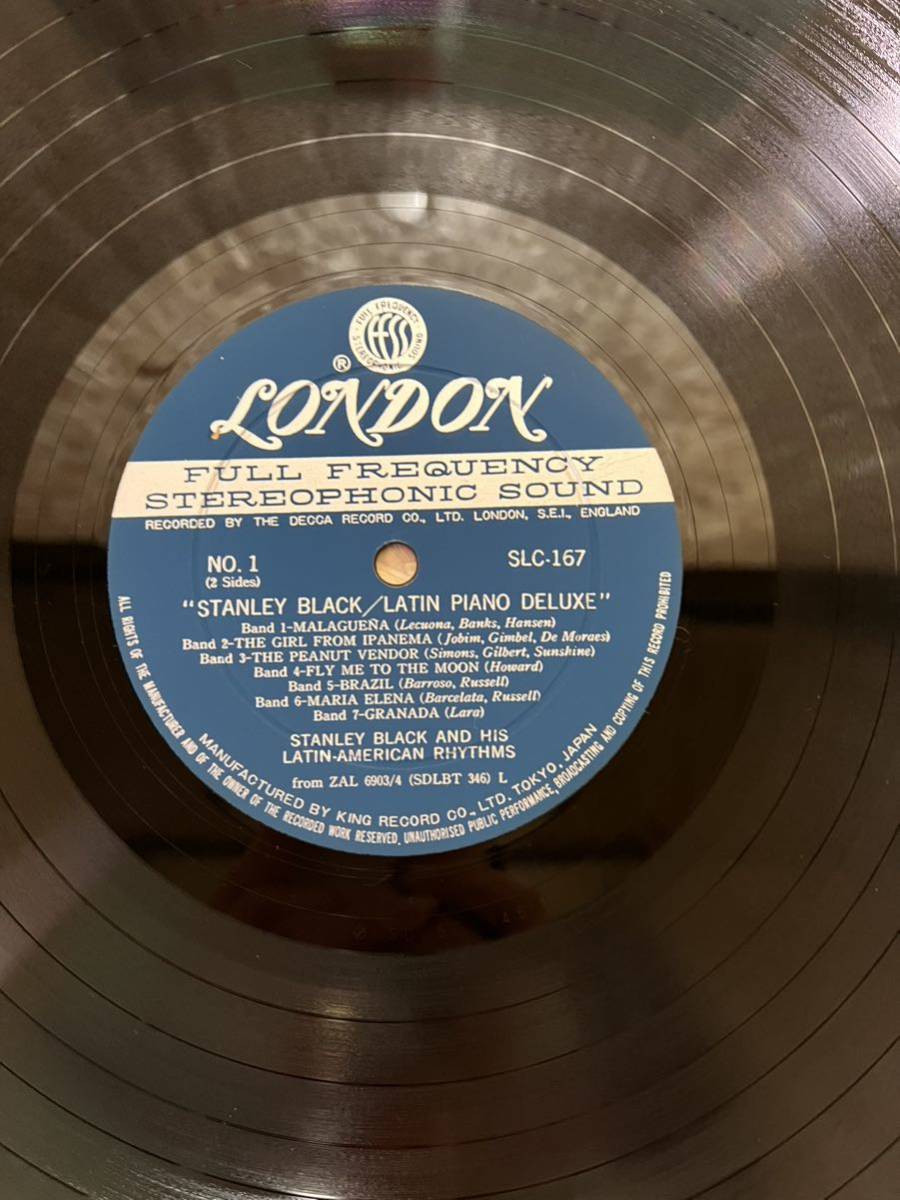 FULL FREQUENCY
FFSS
STEREOPHONIC SOUND
® LONDON
FULL FREQUENCY
STEREOPHONIC SOUND
RECORDED BY THE DECCA RECORD CO., LTD. LONDON, S.E.I., ENGLAND
NO. 1 SLC-167
(2 Sides)
"STANLEY BLACK/LATIN PIANO DELUXE"
Band 1-MALAGUEÑA (Lecuona, Banks, Hansen)
Band 2-THE GIRL FROM IPANEMA (Jobim, Gimbel, De Moraes)
Band 3-THE PEANUT VENDOR (Simons, Gilbert, Sunshine)
Band 4-FLY ME TO THE MOON (Howard)
Band 5-BRAZIL (Barroso, Russell)
Band 6-MARIA ELENA (Barcelata, Russell)
Band 7-GRANADA (Lara)
STANLEY BLACK AND HIS
LATIN-AMERICAN RHYTHMS
from ZAL 6903/4 (SDLBT 346) L
MANUFACTURED BY KING RECORD CO., LTD. TOKYO, JAPAN
ALL RIGHTS OF THE MANUFACTURER AND OF THE OWNER OF THE RECORDED WORK RESERVED. UNAUTHORISED PUBLIC PERFORMANCE, BROADCASTING AND COPYING OF THIS RECORD PROHIBITED